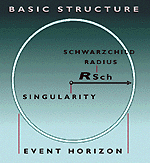 BASIC STRUCTURE
SCHWARZCHILD
RADIUS
RSch
SINGULARITY
EVENT HORIZON